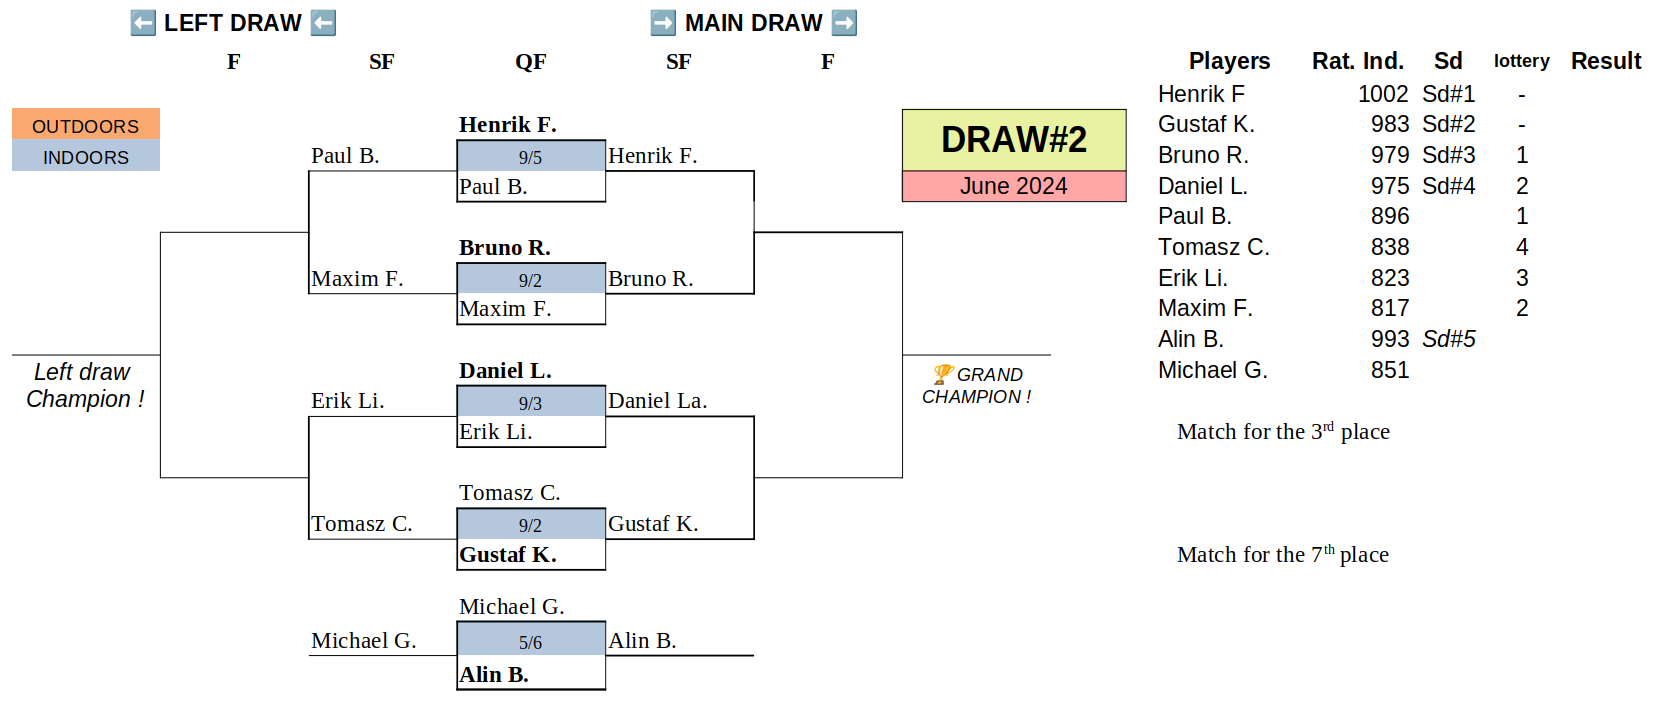 ⬅️ LEFT DRAW ⬅️ ➡️ MAIN DRAW ➡️
F SF QF SF F
Players Rat. Ind. Sd lottery Result
Henrik F 1002 Sd#1 -
Gustaf K. 983 Sd#2 -
Bruno R. 979 Sd#3 1
Daniel L. 975 Sd#4 2
Paul B. 896 1
Tomasz C. 838 4
Erik Li. 823 3
Maxim F. 817 2
Alin B. 993 Sd#5
Michael G. 851
OUTDOORS
INDOORS
DRAW#2
June 2024
Henrik F.
Paul B. 9/5 Henrik F.
Paul B.
Bruno R.
Maxim F. 9/2 Bruno R.
Maxim F.
Left draw
Champion !
🏆 GRAND
CHAMPION !
Daniel L.
Erik Li. 9/3 Daniel La.
Erik Li.
Tomasz C.
Tomasz C. 9/2 Gustaf K.
Gustaf K.
Michael G.
Michael G. 5/6 Alin B.
Alin B.
Match for the 3rd place
Match for the 7th place